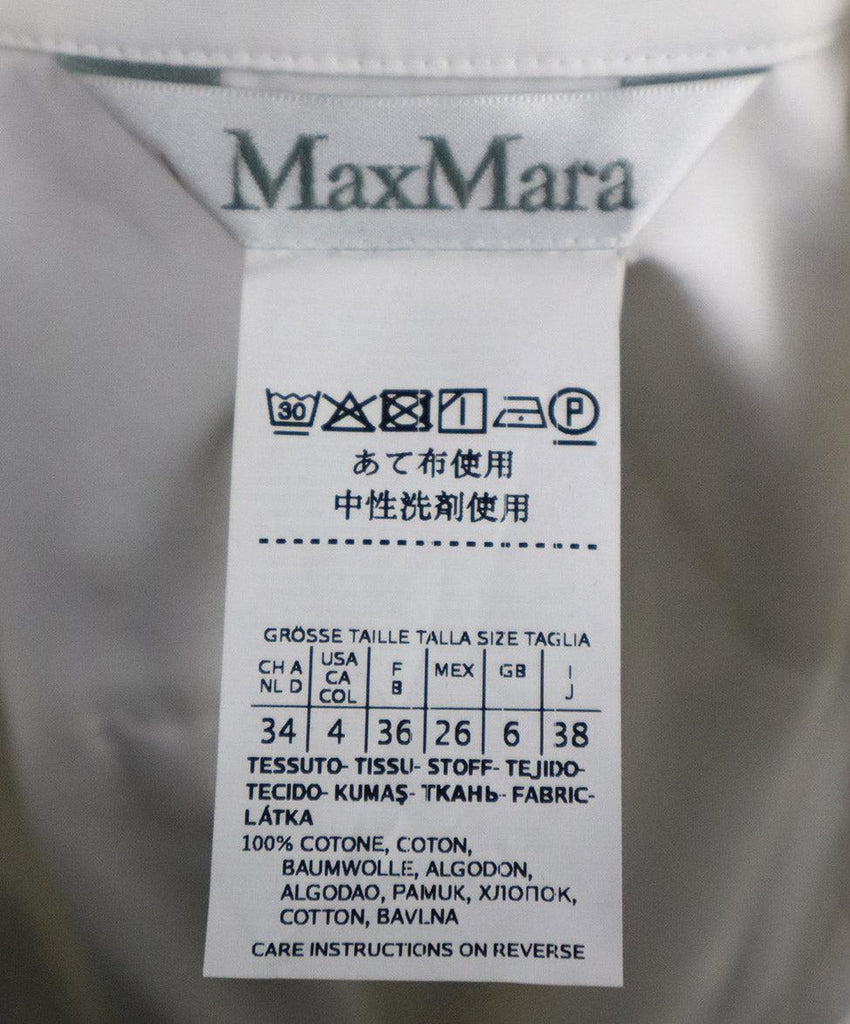 MaxMara
30 P
あて布使用
中性洗剤使用
GRÖSSE TAILLE TALLA SIZE TAGLIA
CH A NL D USA CA COL F B MEX GB I J
34 4 36 26 6 38
TESSUTO- TISSU- STOFF- TEJIDO-
TECIDO- KUMAŞ- ТКАНЬ- FABRIC-
LÁTKA
100% COTONE, COTON,
BAUMWOLLE, ALGODON,
ALGODAO, PAMUK, ХЛОПОК,
COTTON, BAVLNA
CARE INSTRUCTIONS ON REVERSE